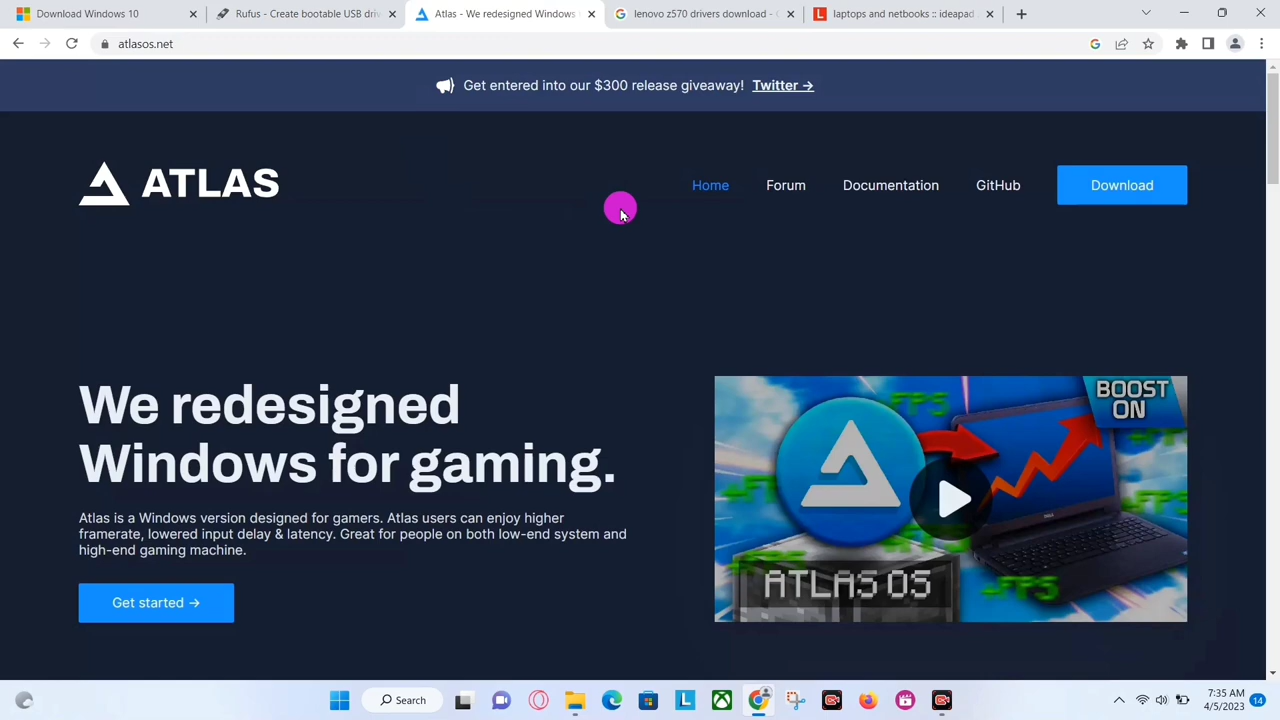 Download Windows 10
Rufus - Create bootable USB driv
Atlas - We redesigned Windows
lenovo z570 drivers download - G
laptops and netbooks :: ideapad
atlasos.net
Get entered into our $300 release giveaway! Twitter →
ATLAS
Home
Forum
Documentation
GitHub
Download
We redesigned
Windows for gaming.
Atlas is a Windows version designed for gamers. Atlas users can enjoy higher
framerate, lowered input delay & latency. Great for people on both low-end system and
high-end gaming machine.
Get started →
BOOST
ON
FPS
ATLAS OS
FPS
Search
7:35 AM
4/5/2023
14